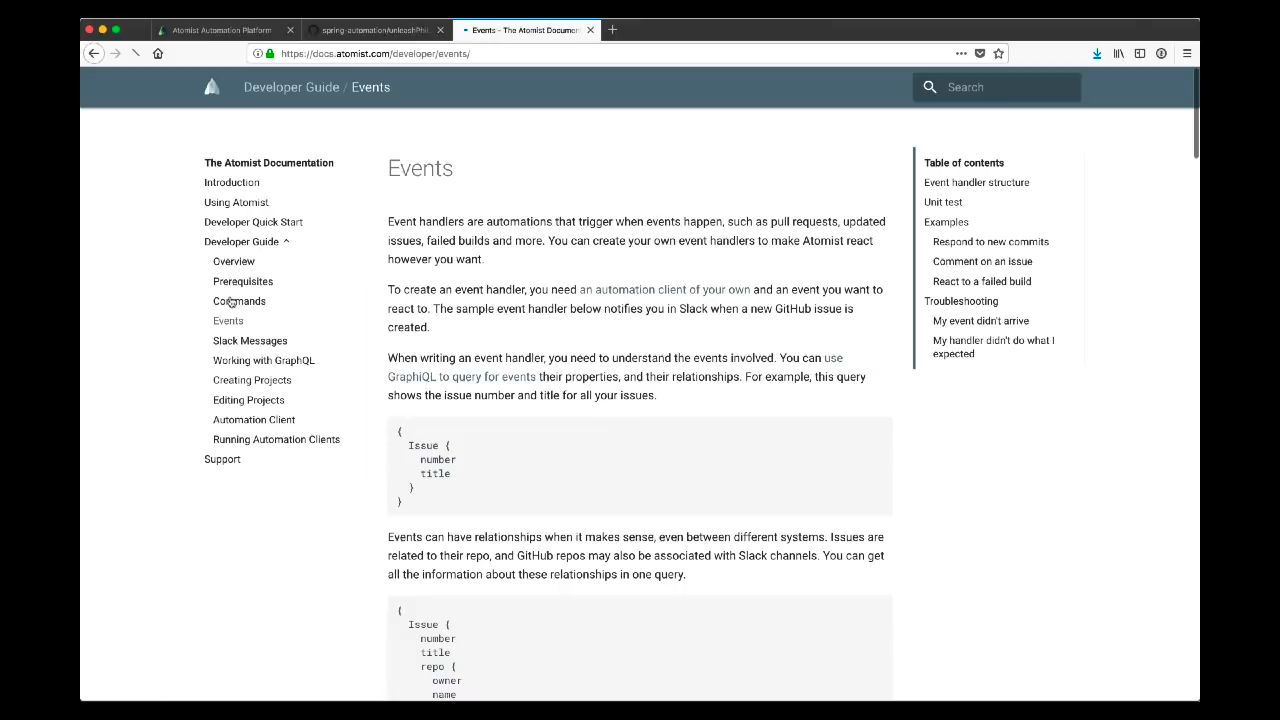 Atomist Automation Platform
spring-automation/unleashPhil
Events - The Atomist Documen
https://docs.atomist.com/developer/events/
Developer Guide / Events
Search
The Atomist Documentation
Introduction
Using Atomist
Developer Quick Start
Developer Guide
Overview
Prerequisites
Commands
Events
Slack Messages
Working with GraphQL
Creating Projects
Editing Projects
Automation Client
Running Automation Clients
Support
Events
Event handlers are automations that trigger when events happen, such as pull requests, updated
issues, failed builds and more. You can create your own event handlers to make Atomist react
however you want.
To create an event handler, you need an automation client of your own and an event you want to
react to. The sample event handler below notifies you in Slack when a new GitHub issue is
created.
When writing an event handler, you need to understand the events involved. You can use
GraphiQL to query for events their properties, and their relationships. For example, this query
shows the issue number and title for all your issues.
{
Issue {
number
title
}
}
Events can have relationships when it makes sense, even between different systems. Issues are
related to their repo, and GitHub repos may also be associated with Slack channels. You can get
all the information about these relationships in one query.
{
Issue {
number
title
repo {
owner
name
Table of contents
Event handler structure
Unit test
Examples
Respond to new commits
Comment on an issue
React to a failed build
Troubleshooting
My event didn't arrive
My handler didn't do what I
expected